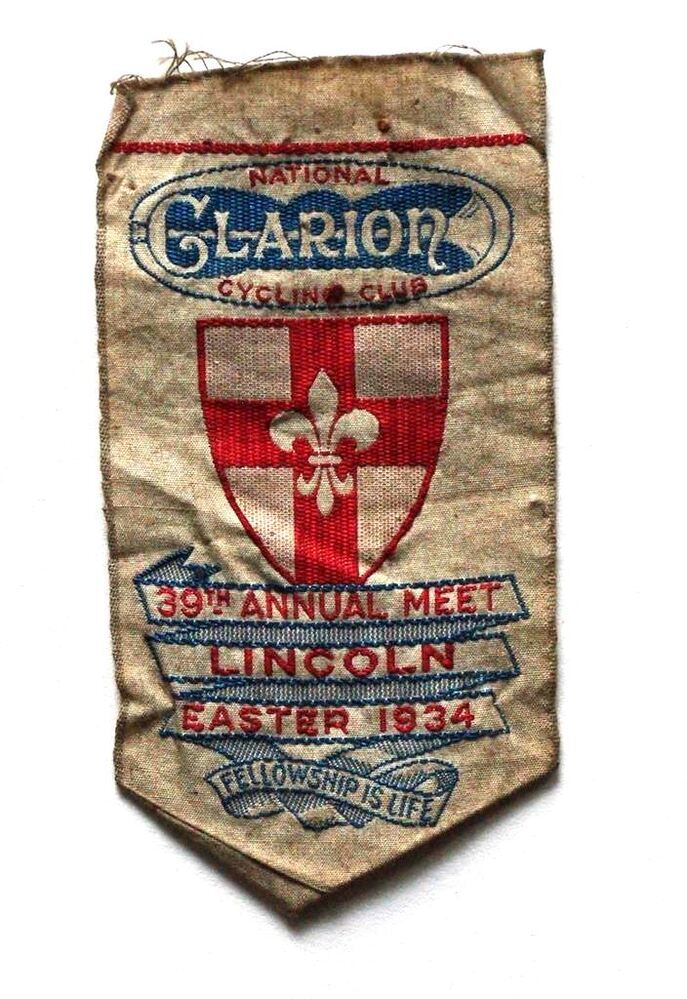 NATIONAL
CLARION
CYCLING CLUB
39TH ANNUAL MEET
LINCOLN
EASTER 1934
FELLOWSHIP IS LIFE